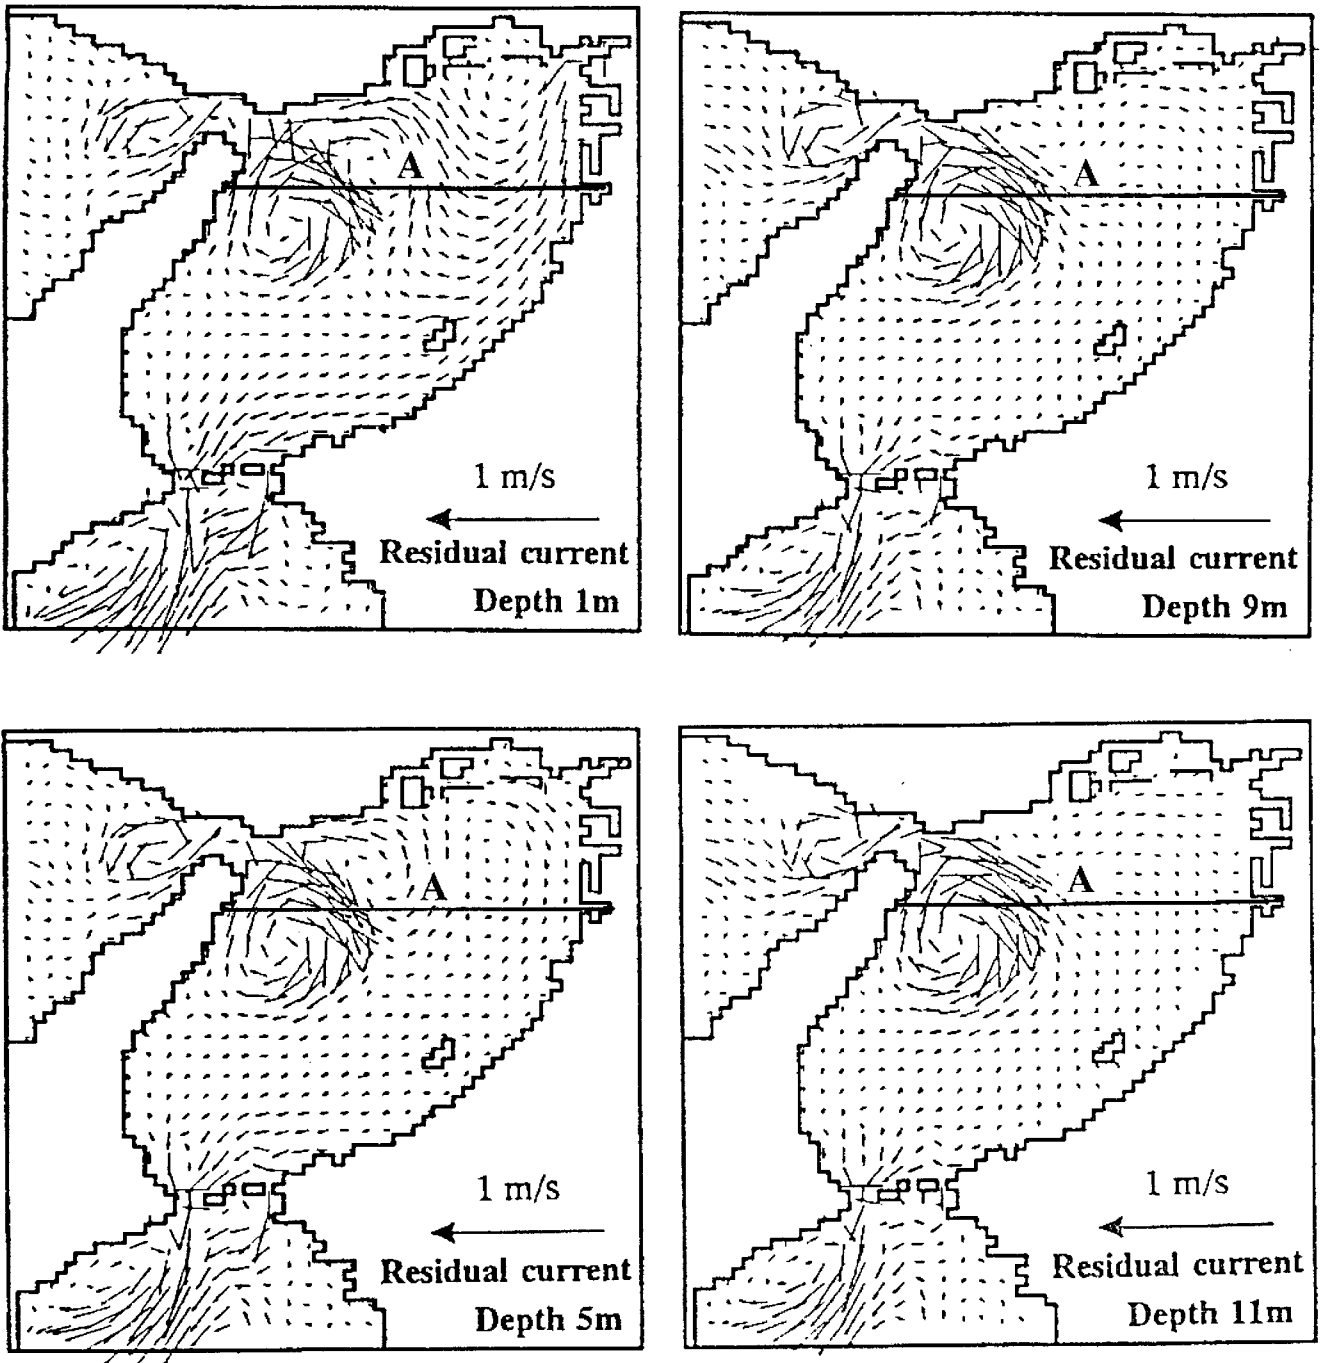 A
1 m/s
Residual current
Depth 1m
A
1 m/s
Residual current
Depth 9m
A
1 m/s
Residual current
Depth 5m
A
1 m/s
Residual current
Depth 11m